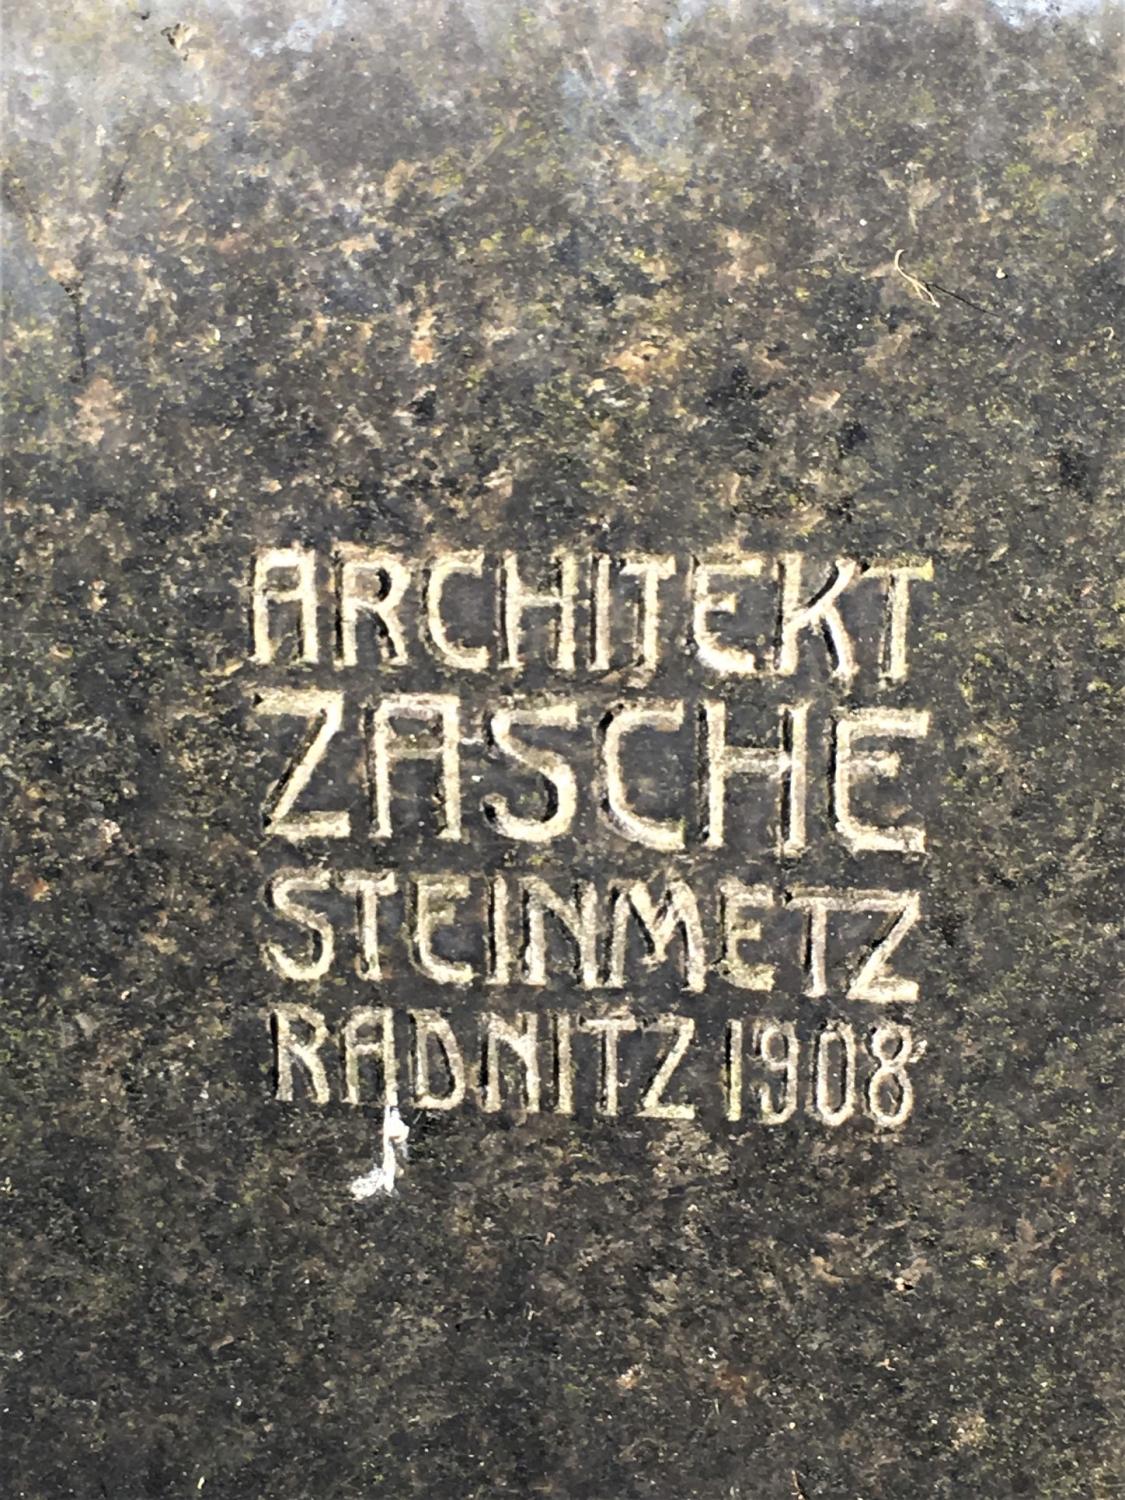 ARCHITEKT
ZASCHE
STEINMETZ
RADNITZ 1908